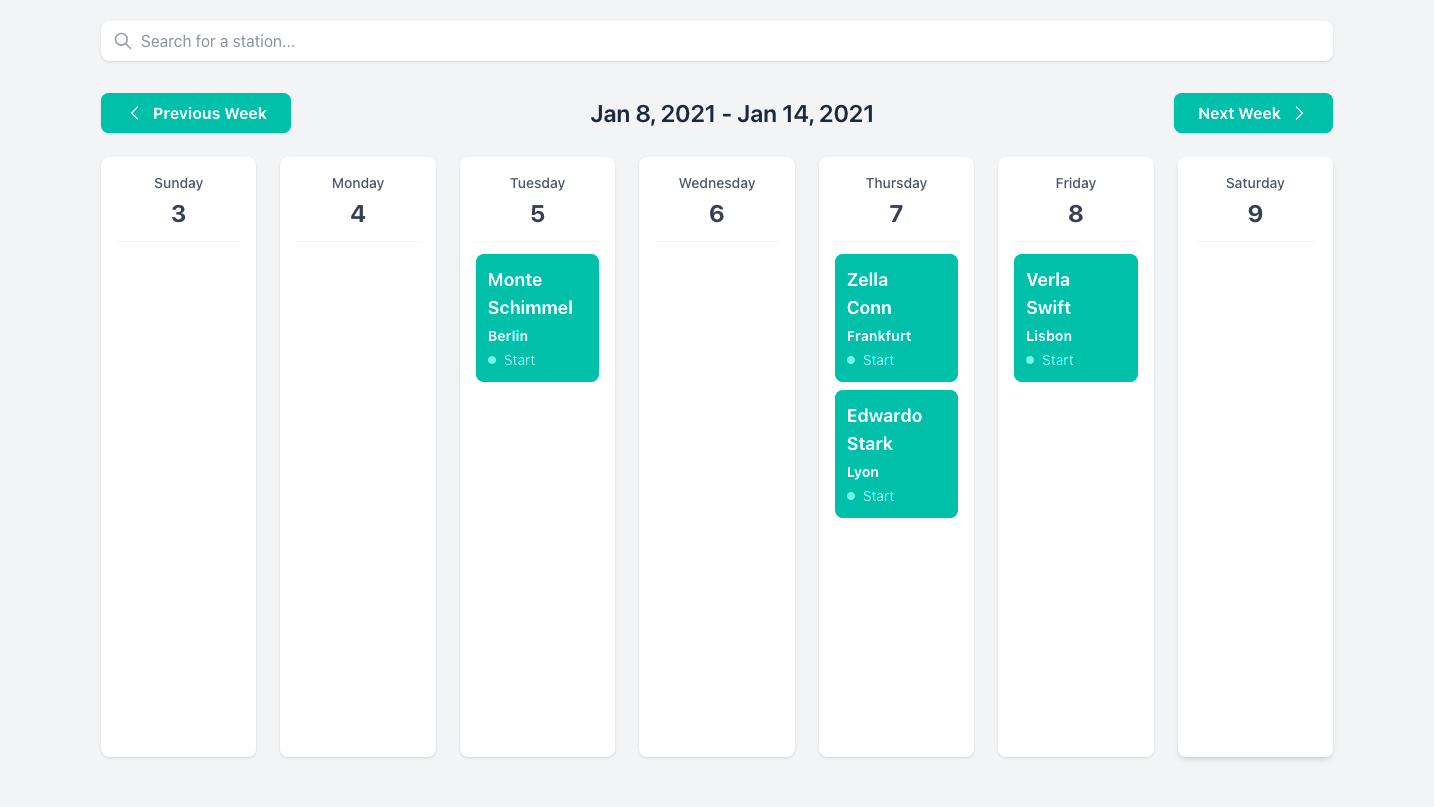 Search for a station...
Previous Week
Jan 8, 2021 - Jan 14, 2021
Next Week
Sunday
3
Monday
4
Tuesday
5
Monte
Schimmel
Berlin
Start
Wednesday
6
Thursday
7
Zella
Conn
Frankfurt
Start
Edwardo
Stark
Lyon
Start
Friday
8
Verla
Swift
Lisbon
Start
Saturday
9